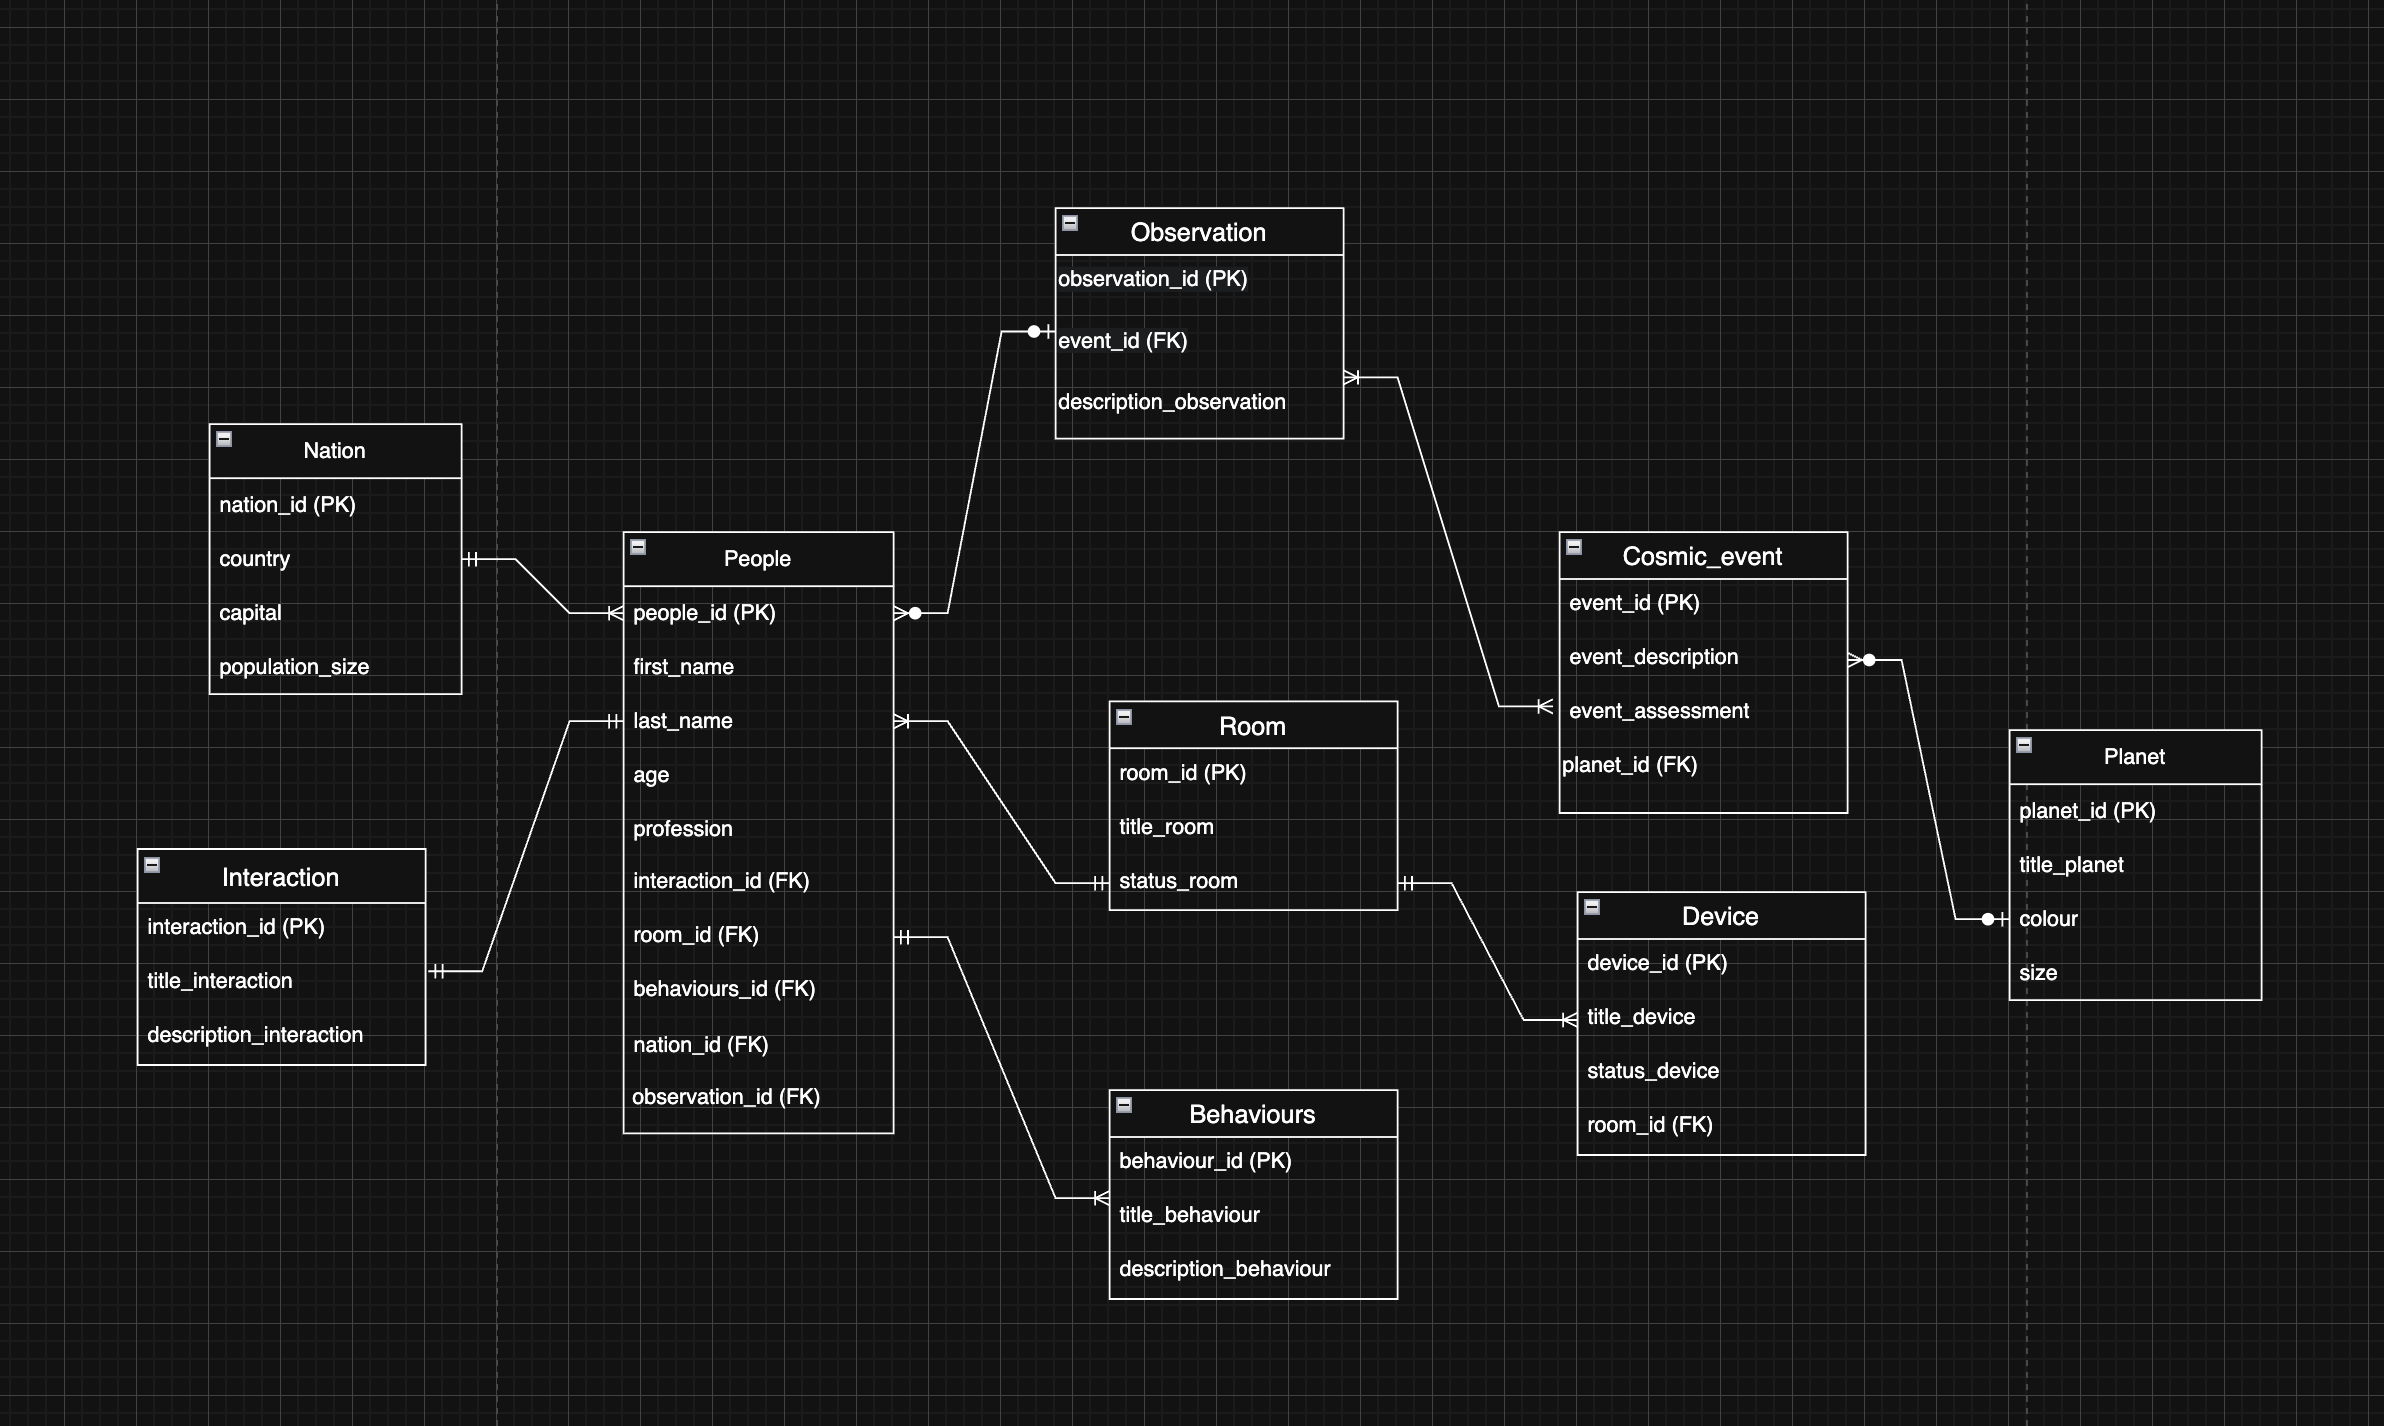 Observation
observation_id (PK)
event_id (FK)
description_observation
Nation
nation_id (PK)
country
capital
population_size
People
people_id (PK)
first_name
last_name
age
profession
interaction_id (FK)
room_id (FK)
behaviours_id (FK)
nation_id (FK)
observation_id (FK)
Cosmic_event
event_id (PK)
event_description
event_assessment
planet_id (FK)
Room
room_id (PK)
title_room
status_room
Planet
planet_id (PK)
title_planet
colour
size
Interaction
interaction_id (PK)
title_interaction
description_interaction
Device
device_id (PK)
title_device
status_device
room_id (FK)
Behaviours
behaviour_id (PK)
title_behaviour
description_behaviour